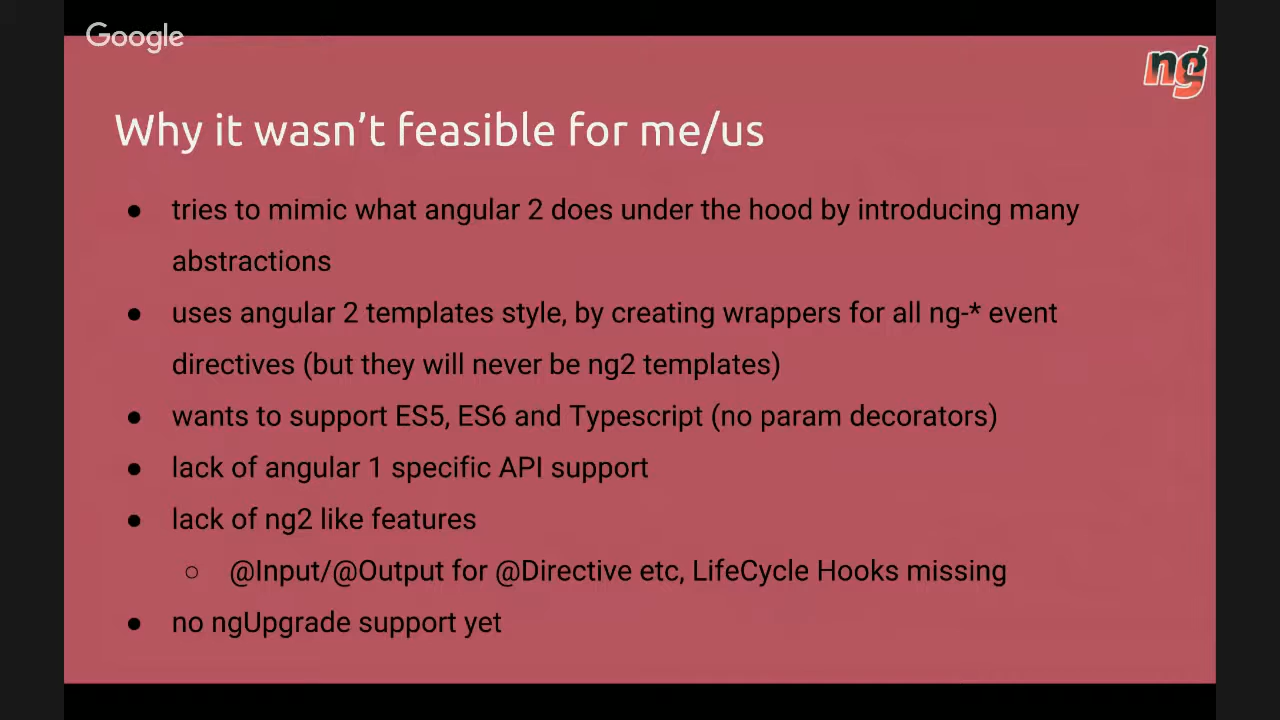 Google
ng
Why it wasn't feasible for me/us
● tries to mimic what angular 2 does under the hood by introducing many
abstractions
● uses angular 2 templates style, by creating wrappers for all ng-* event
directives (but they will never be ng2 templates)
● wants to support ES5, ES6 and Typescript (no param decorators)
● lack of angular 1 specific API support
● lack of ng2 like features
○ @Input/@Output for @Directive etc, LifeCycle Hooks missing
● no ngUpgrade support yet